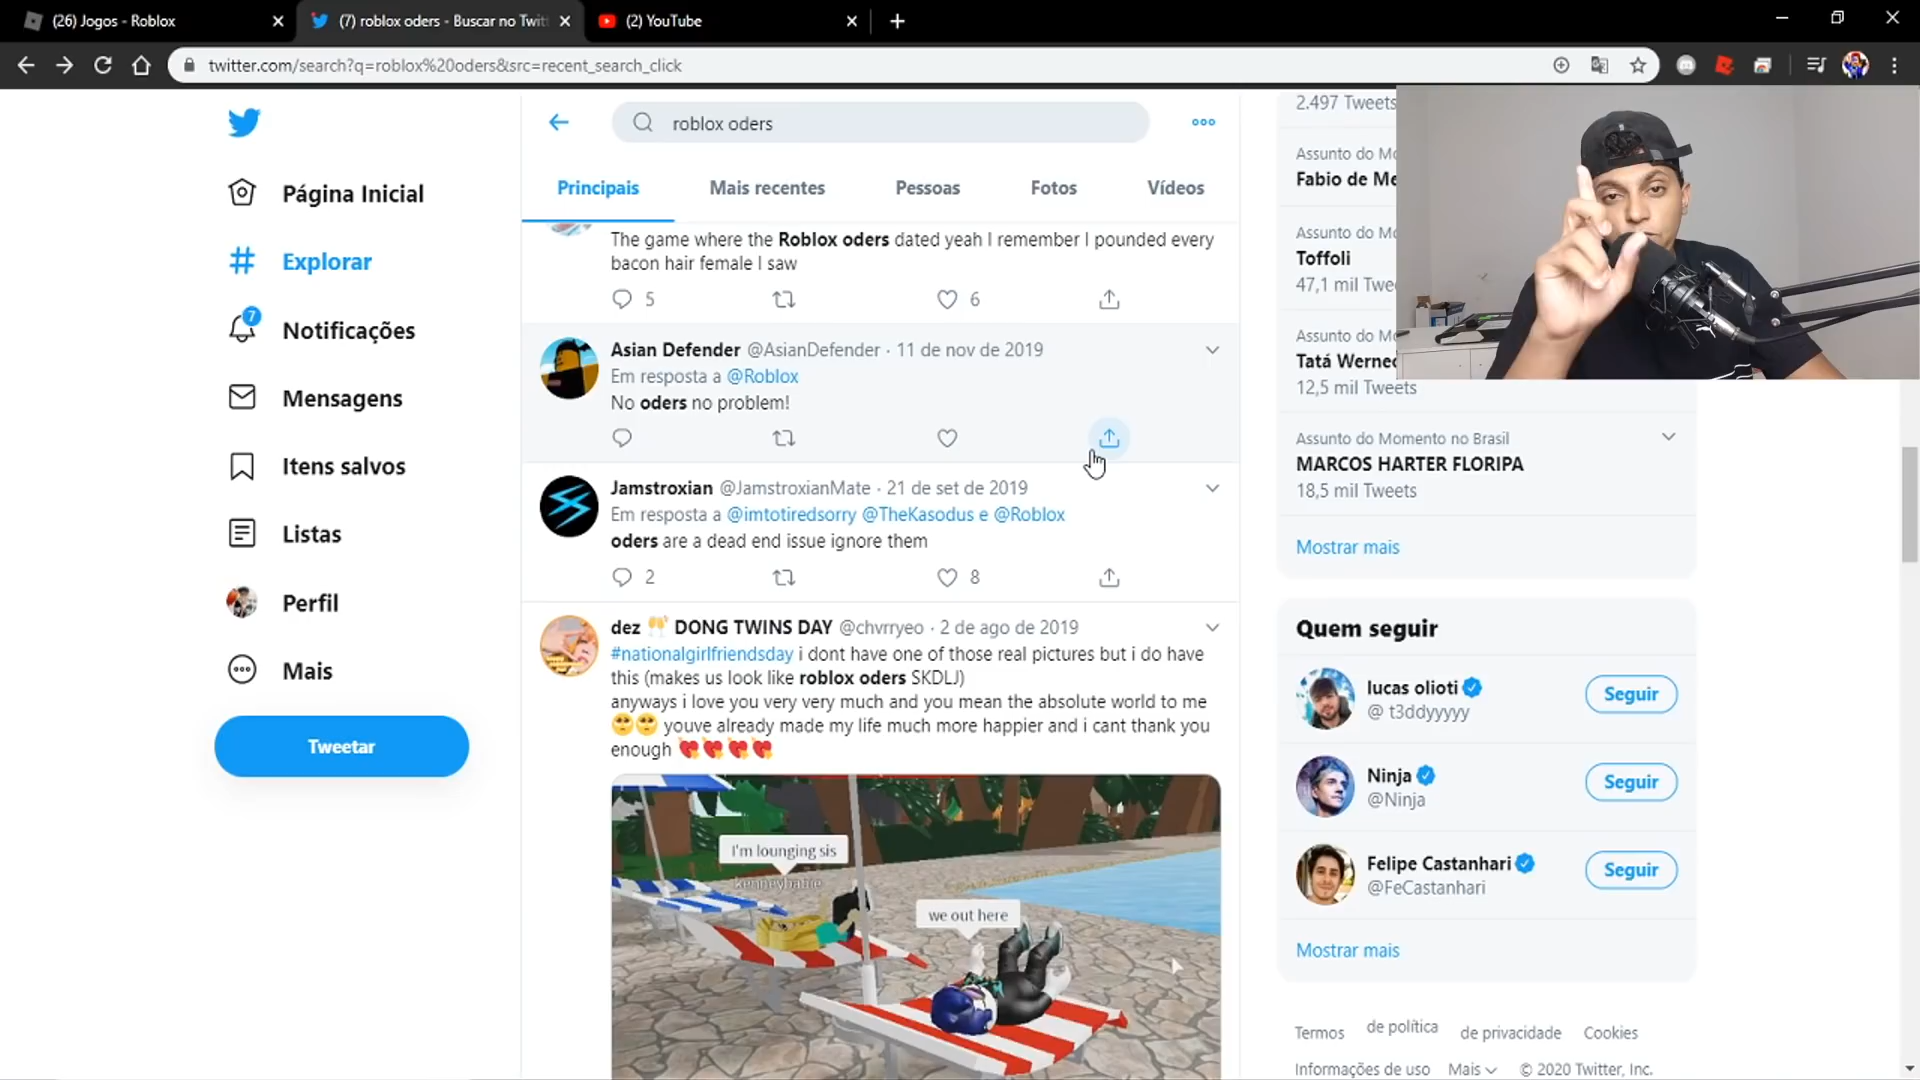 (26) Jogos - Roblox
(7) roblox oders - Buscar no Twit
(2) YouTube
twitter.com/search?q=roblox%20oders&src=recent_search_click
Página Inicial
Explorar
7
Notificações
Mensagens
Itens salvos
Listas
Perfil
Mais
Tweetar
roblox oders
Principais
Mais recentes
Pessoas
Fotos
Vídeos
The game where the Roblox oders dated yeah I remember I pounded every
bacon hair female I saw
5
6
Asian Defender @AsianDefender · 11 de nov de 2019
Em resposta a @Roblox
No oders no problem!
Jamstroxian @JamstroxianMate · 21 de set de 2019
Em resposta a @imtotiredsorry @TheKasodus e @Roblox
oders are a dead end issue ignore them
2
8
dez 🥂 DONG TWINS DAY @chvrryeo · 2 de ago de 2019
#nationalgirlfriendsday i dont have one of those real pictures but i do have
this (makes us look like roblox oders SKDLJ)
anyways i love you very very much and you mean the absolute world to me
🥺🥺 youve already made my life much more happier and i cant thank you
enough 💘💘💘💘
I'm lounging sis
we out here
2.497 Tweets
Assunto do Mo
Fabio de Me
Assunto do Mo
Toffoli
47,1 mil Twe
Assunto do Mo
Tatá Wernec
12,5 mil Tweets
Assunto do Momento no Brasil
MARCOS HARTER FLORIPA
18,5 mil Tweets
Mostrar mais
Quem seguir
lucas olioti
@ t3ddyyyyy
Seguir
Ninja
@Ninja
Seguir
Felipe Castanhari
@FeCastanhari
Seguir
Mostrar mais
Termos
de política
de privacidade
Cookies
Informações de uso
Mais
© 2020 Twitter, Inc.